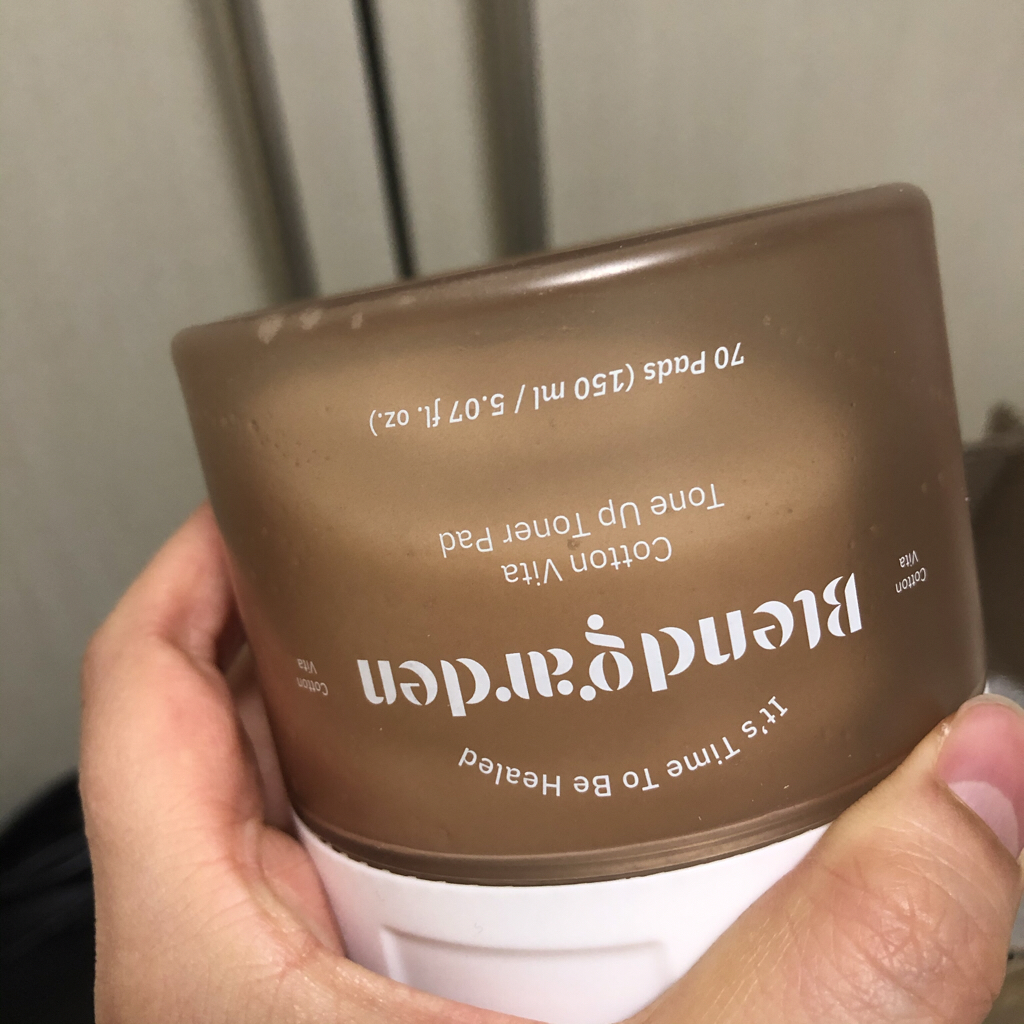 It's Time To Be Healed
Blendgarden
Cotton Vita
Tone Up Toner Pad
70 Pads (150 ml / 5.07 fl. oz.)
Cotton
Vita
Cotton
Vita